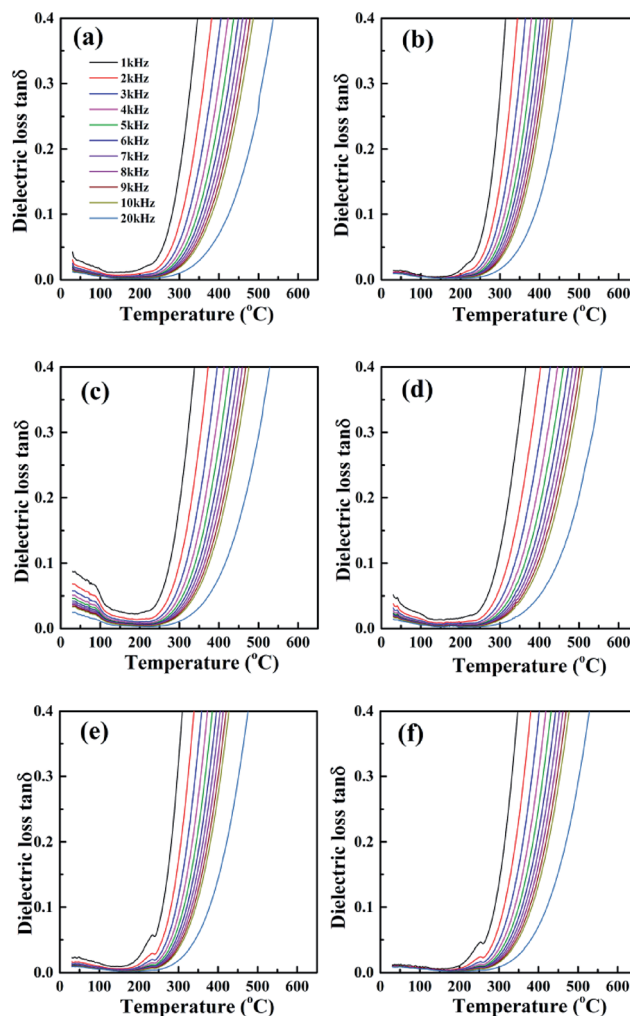 (a)
0.4
0.3
0.2
0.1
0.0
Dielectric loss tanδ
1kHz
2kHz
3kHz
4kHz
5kHz
6kHz
7kHz
8kHz
9kHz
10kHz
20kHz
0 100 200 300 400 500 600
Temperature (°C)
(b)
0.4
0.3
0.2
0.1
0.0
Dielectric loss tanδ
0 100 200 300 400 500 600
Temperature (°C)
(c)
0.4
0.3
0.2
0.1
0.0
Dielectric loss tanδ
0 100 200 300 400 500 600
Temperature (°C)
(d)
0.4
0.3
0.2
0.1
0.0
Dielectric loss tanδ
0 100 200 300 400 500 600
Temperature (°C)
(e)
0.4
0.3
0.2
0.1
0.0
Dielectric loss tanδ
0 100 200 300 400 500 600
Temperature (°C)
(f)
0.4
0.3
0.2
0.1
0.0
Dielectric loss tanδ
0 100 200 300 400 500 600
Temperature (°C)